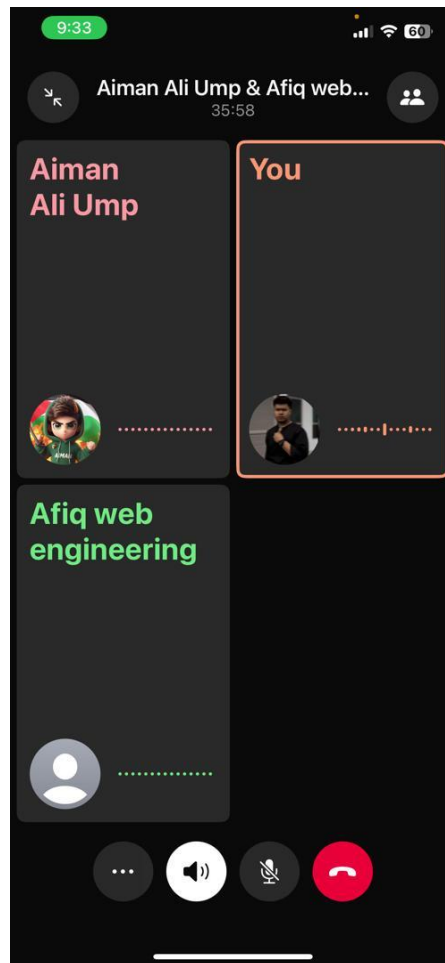 9:33
60
Aiman Ali Ump & Afiq web...
35:58
Aiman
Ali Ump
You
Afiq web
engineering